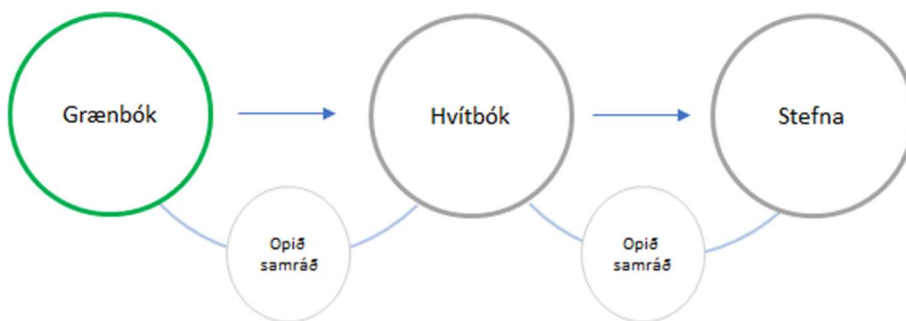 Grænbók
Hvítbók
Stefna
Opið
samráð
Opið
samráð